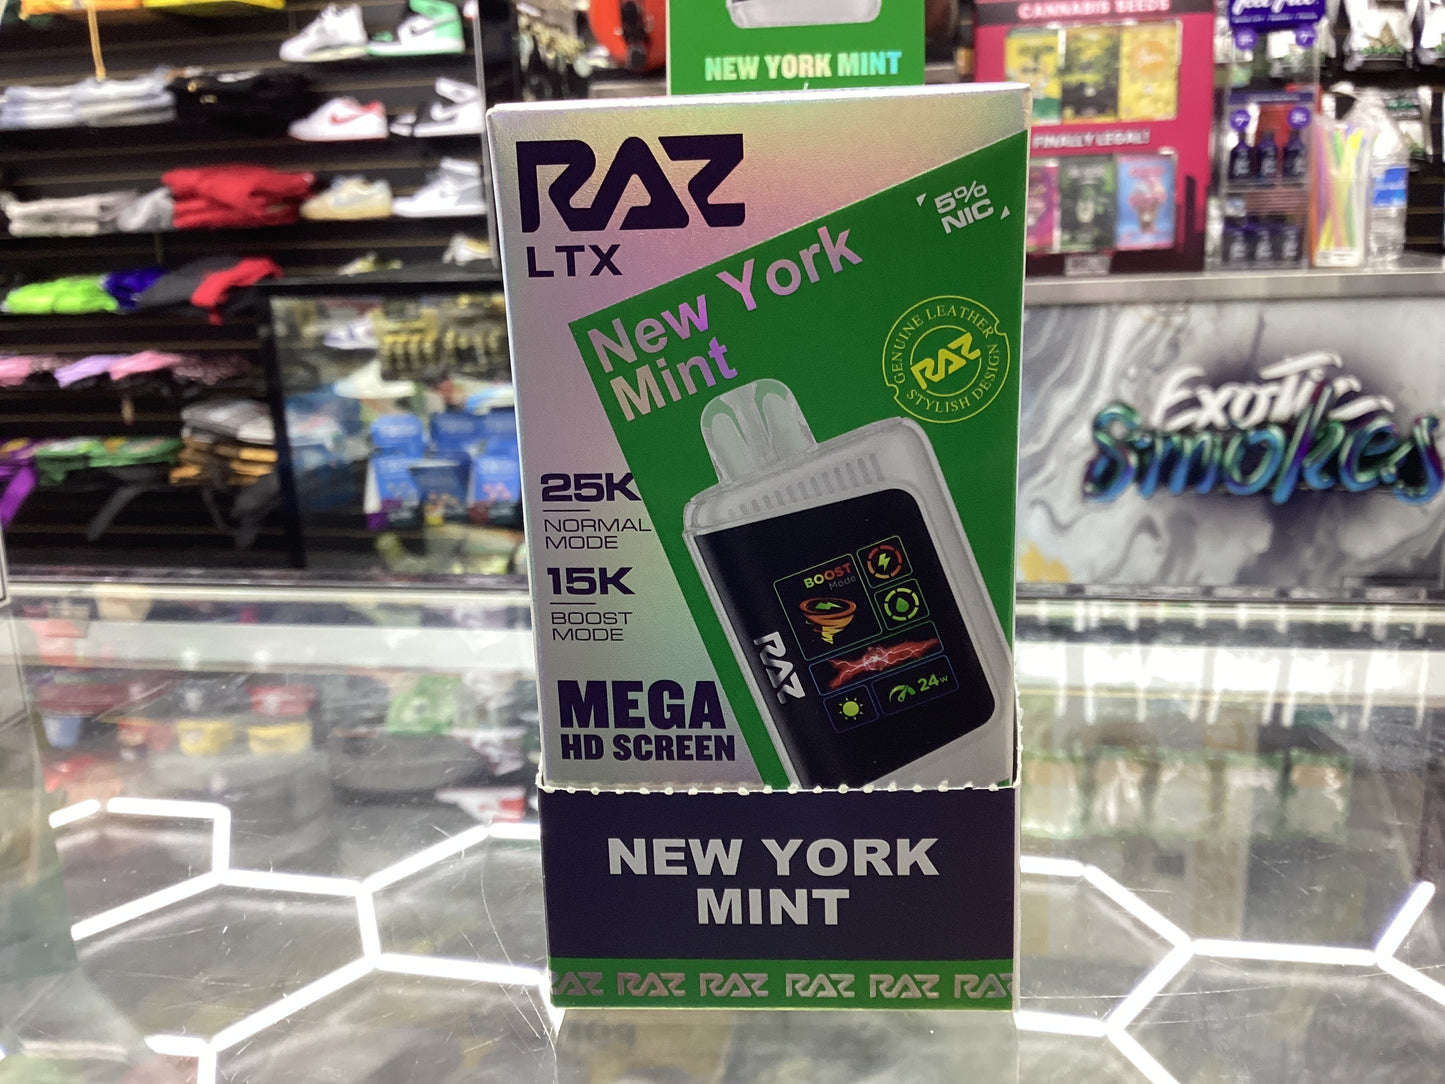 NEW YORK MINT
CANNABIS SEEDS
FINALLY LEGAL!
RAZ
LTX
5%
NIC
New York
Mint
GENUINE LEATHER
RAZ
STYLISH DESIGN
25K
NORMAL
MODE
15K
BOOST
MODE
BOOST
Mode
24W
RAZ
MEGA
HD SCREEN
NEW YORK
MINT
RAZ RAZ RAZ RAZ RAZ RAZ
Exotic
Smokes